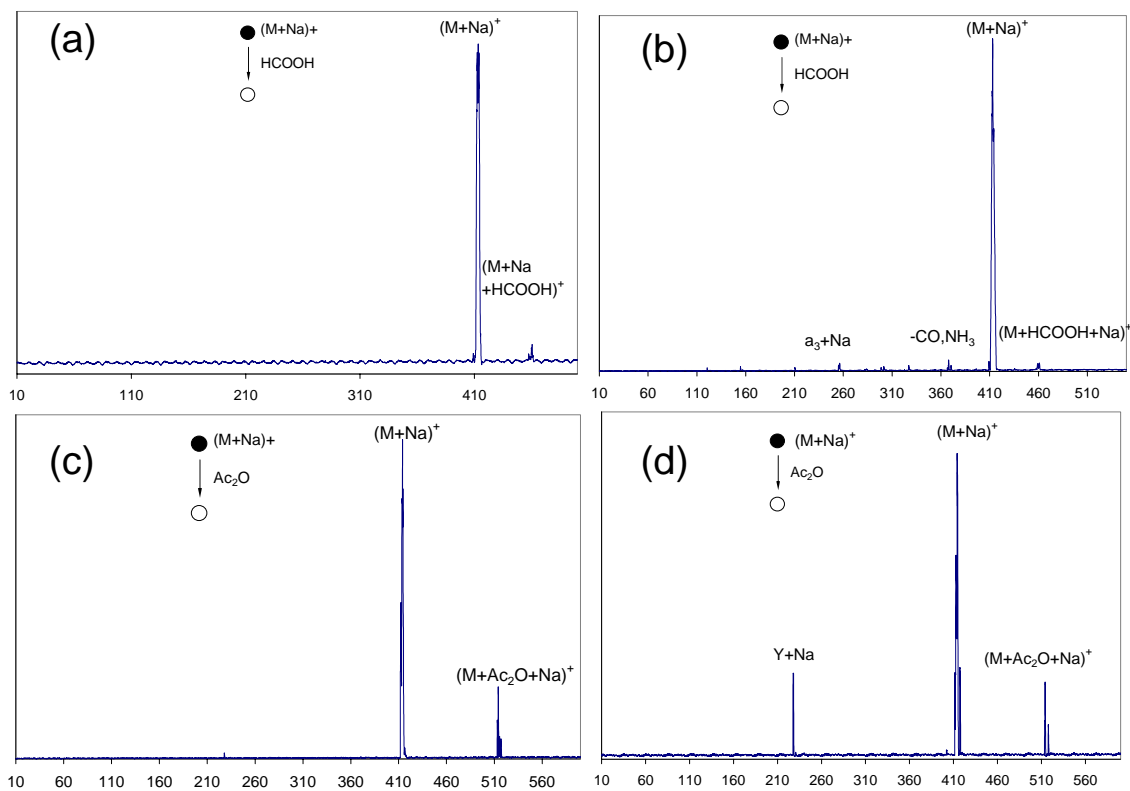 (a)
(M+Na)+
HCOOH
(M+Na)⁺
(M+Na
+HCOOH)⁺
10 110 210 310 410
(b)
(M+Na)+
HCOOH
(M+Na)⁺
a₃+Na
-CO,NH₃
(M+HCOOH+Na)⁺
10 60 110 160 210 260 310 360 410 460 510
(c)
(M+Na)+
Ac₂O
(M+Na)⁺
(M+Ac₂O+Na)⁺
10 60 110 160 210 260 310 360 410 460 510 560
(d)
(M+Na)⁺
Ac₂O
(M+Na)⁺
Y+Na
(M+Ac₂O+Na)⁺
10 60 110 160 210 260 310 360 410 460 510 560